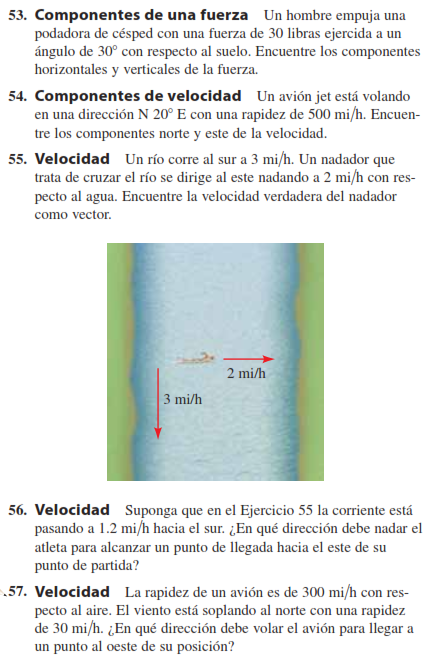 53. Componentes de una fuerza Un hombre empuja una
podadora de césped con una fuerza de 30 libras ejercida a un
ángulo de 30° con respecto al suelo. Encuentre los componentes
horizontales y verticales de la fuerza.
54. Componentes de velocidad Un avión jet está volando
en una dirección N 20° E con una rapidez de 500 mi/h. Encuen-
tre los componentes norte y este de la velocidad.
55. Velocidad Un río corre al sur a 3 mi/h. Un nadador que
trata de cruzar el río se dirige al este nadando a 2 mi/h con res-
pecto al agua. Encuentre la velocidad verdadera del nadador
como vector.
2 mi/h
3 mi/h
56. Velocidad Suponga que en el Ejercicio 55 la corriente está
pasando a 1.2 mi/h hacia el sur. ¿En qué dirección debe nadar el
atleta para alcanzar un punto de llegada hacia el este de su
punto de partida?
.57. Velocidad La rapidez de un avión es de 300 mi/h con res-
pecto al aire. El viento está soplando al norte con una rapidez
de 30 mi/h. ¿En qué dirección debe volar el avión para llegar a
un punto al oeste de su posición?